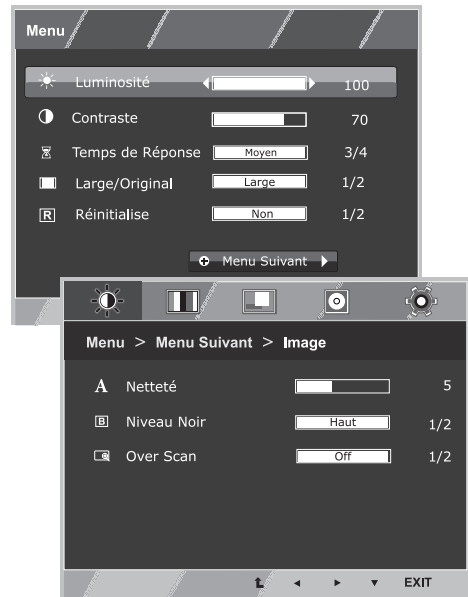 Menu
Luminosité 100
Contraste 70
Temps de Réponse Moyen 3/4
Large/Original Large 1/2
R Réinitialise Non 1/2
Menu Suivant
Menu > Menu Suivant > Image
A Netteté 5
B Niveau Noir Haut 1/2
Over Scan Off 1/2
EXIT